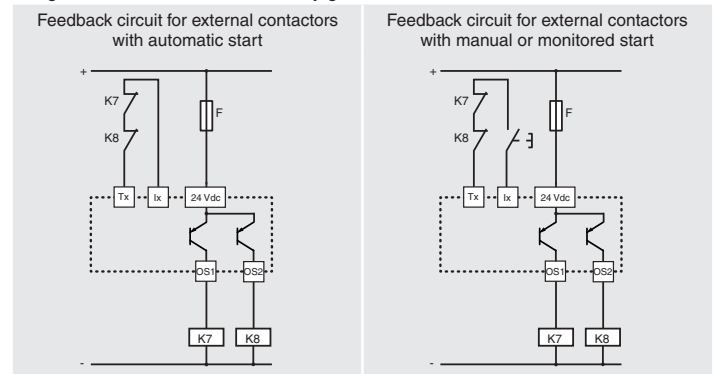 Feedback circuit for external contactors
with automatic start
+
K7
F
K8
Tx
Ix
24 Vdc
OS1
OS2
K7
K8
-
Feedback circuit for external contactors
with manual or monitored start
+
K7
F
K8
Tx
Ix
24 Vdc
OS1
OS2
K7
K8
-